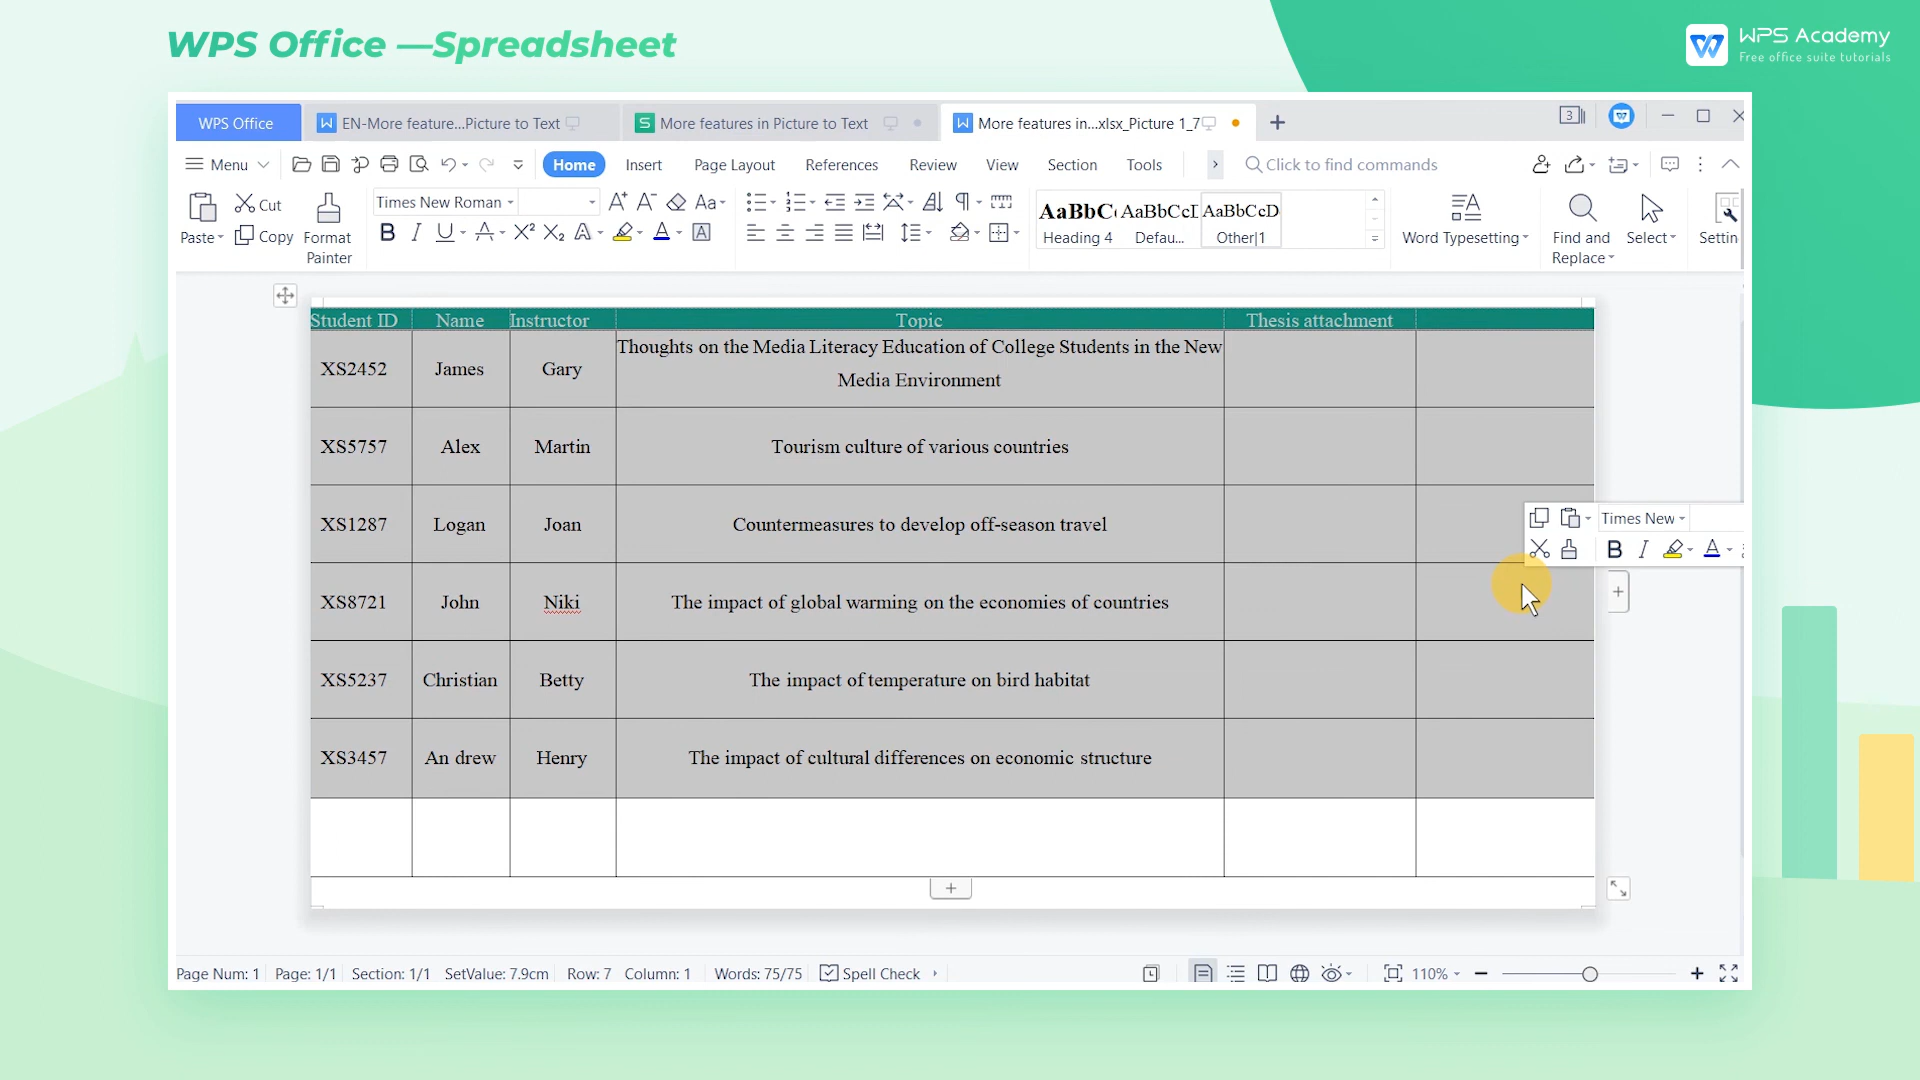 WPS Office —Spreadsheet
WPS Academy
Free office suite tutorials
WPS Office
EN-More feature...Picture to Text
More features in Picture to Text
More features in...xlsx_Picture 1_7
3
Menu
Home
Insert
Page Layout
References
Review
View
Section
Tools
Click to find commands
Paste
Cut
Copy
Format
Painter
Times New Roman
AaBbC
AaBbCcD
AaBbCcD
Heading 4
Defau...
Other|1
Word Typesetting
Find and
Replace
Select
Settin
Student ID Name Instructor Topic Thesis attachment
XS2452 James Gary Thoughts on the Media Literacy Education of College Students in the New
Media Environment
XS5757 Alex Martin Tourism culture of various countries
XS1287 Logan Joan Countermeasures to develop off-season travel
Times New
XS8721 John Niki The impact of global warming on the economies of countries
XS5237 Christian Betty The impact of temperature on bird habitat
XS3457 An drew Henry The impact of cultural differences on economic structure
Page Num: 1 Page: 1/1 Section: 1/1 SetValue: 7.9cm Row: 7 Column: 1 Words: 75/75 Spell Check 110%